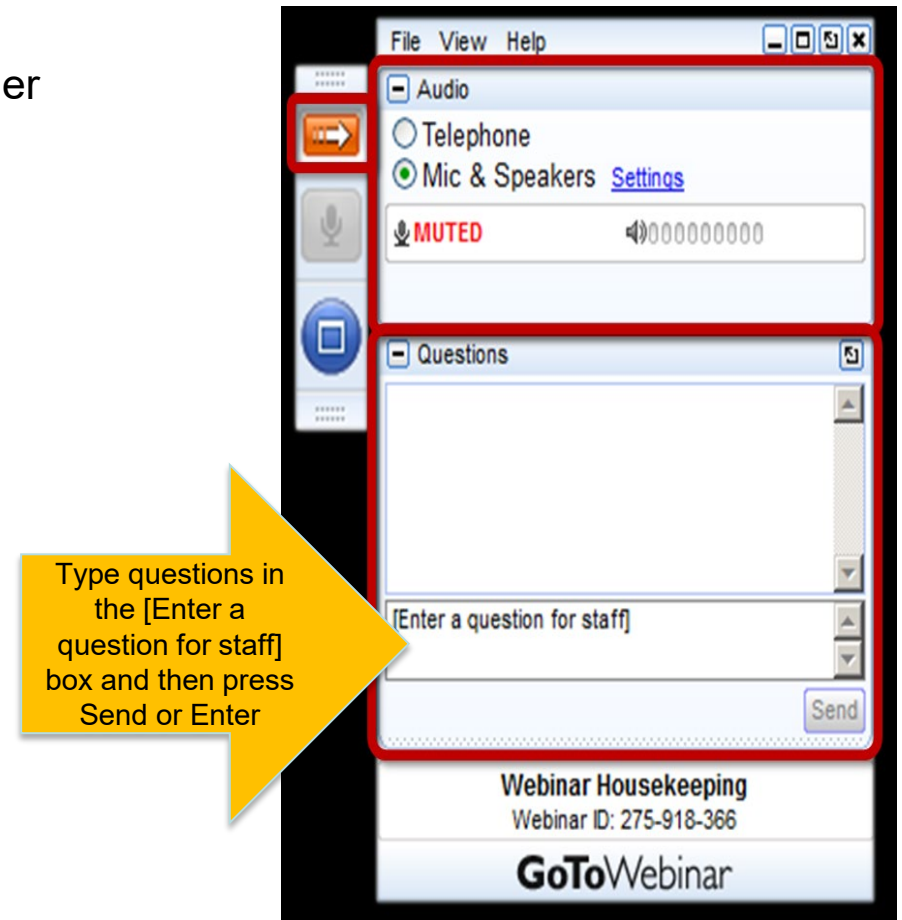 er
File View Help
Audio
Telephone
Mic & Speakers Settings
MUTED 000000000
Questions
Type questions in
the [Enter a
question for staff]
box and then press
Send or Enter
[Enter a question for staff]
Send
Webinar Housekeeping
Webinar ID: 275-918-366
GoToWebinar